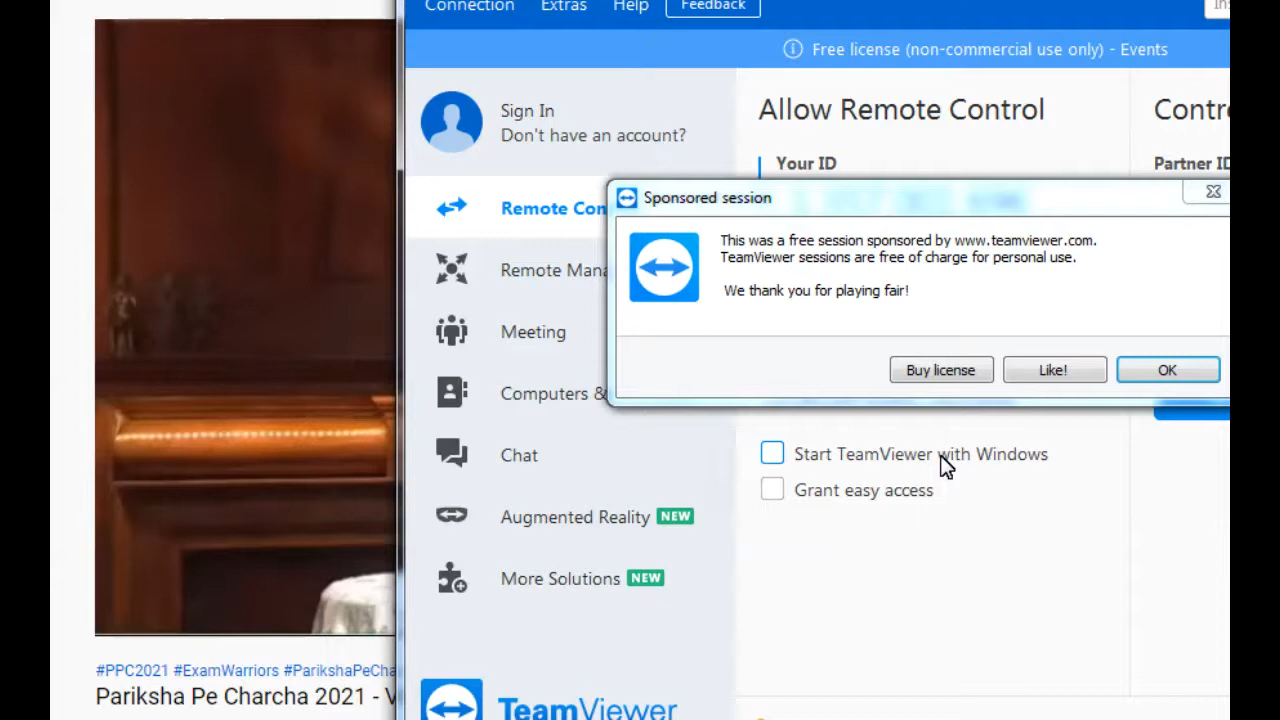 Connection Extras Help Feedback
Free license (non-commercial use only) - Events
Sign In
Don't have an account?
Allow Remote Control
Your ID
Partner ID
Remote
Sponsored session
This was a free session sponsored by www.teamviewer.com.
TeamViewer sessions are free of charge for personal use.
We thank you for playing fair!
Buy license Like! OK
Remote
Meeting
Computers &
Chat
Augmented Reality NEW
More Solutions NEW
Start TeamViewer with Windows
Grant easy access
TeamViewer
#PPC2021 #ExamWarriors
Pariksha Pe Charcha 2021 -